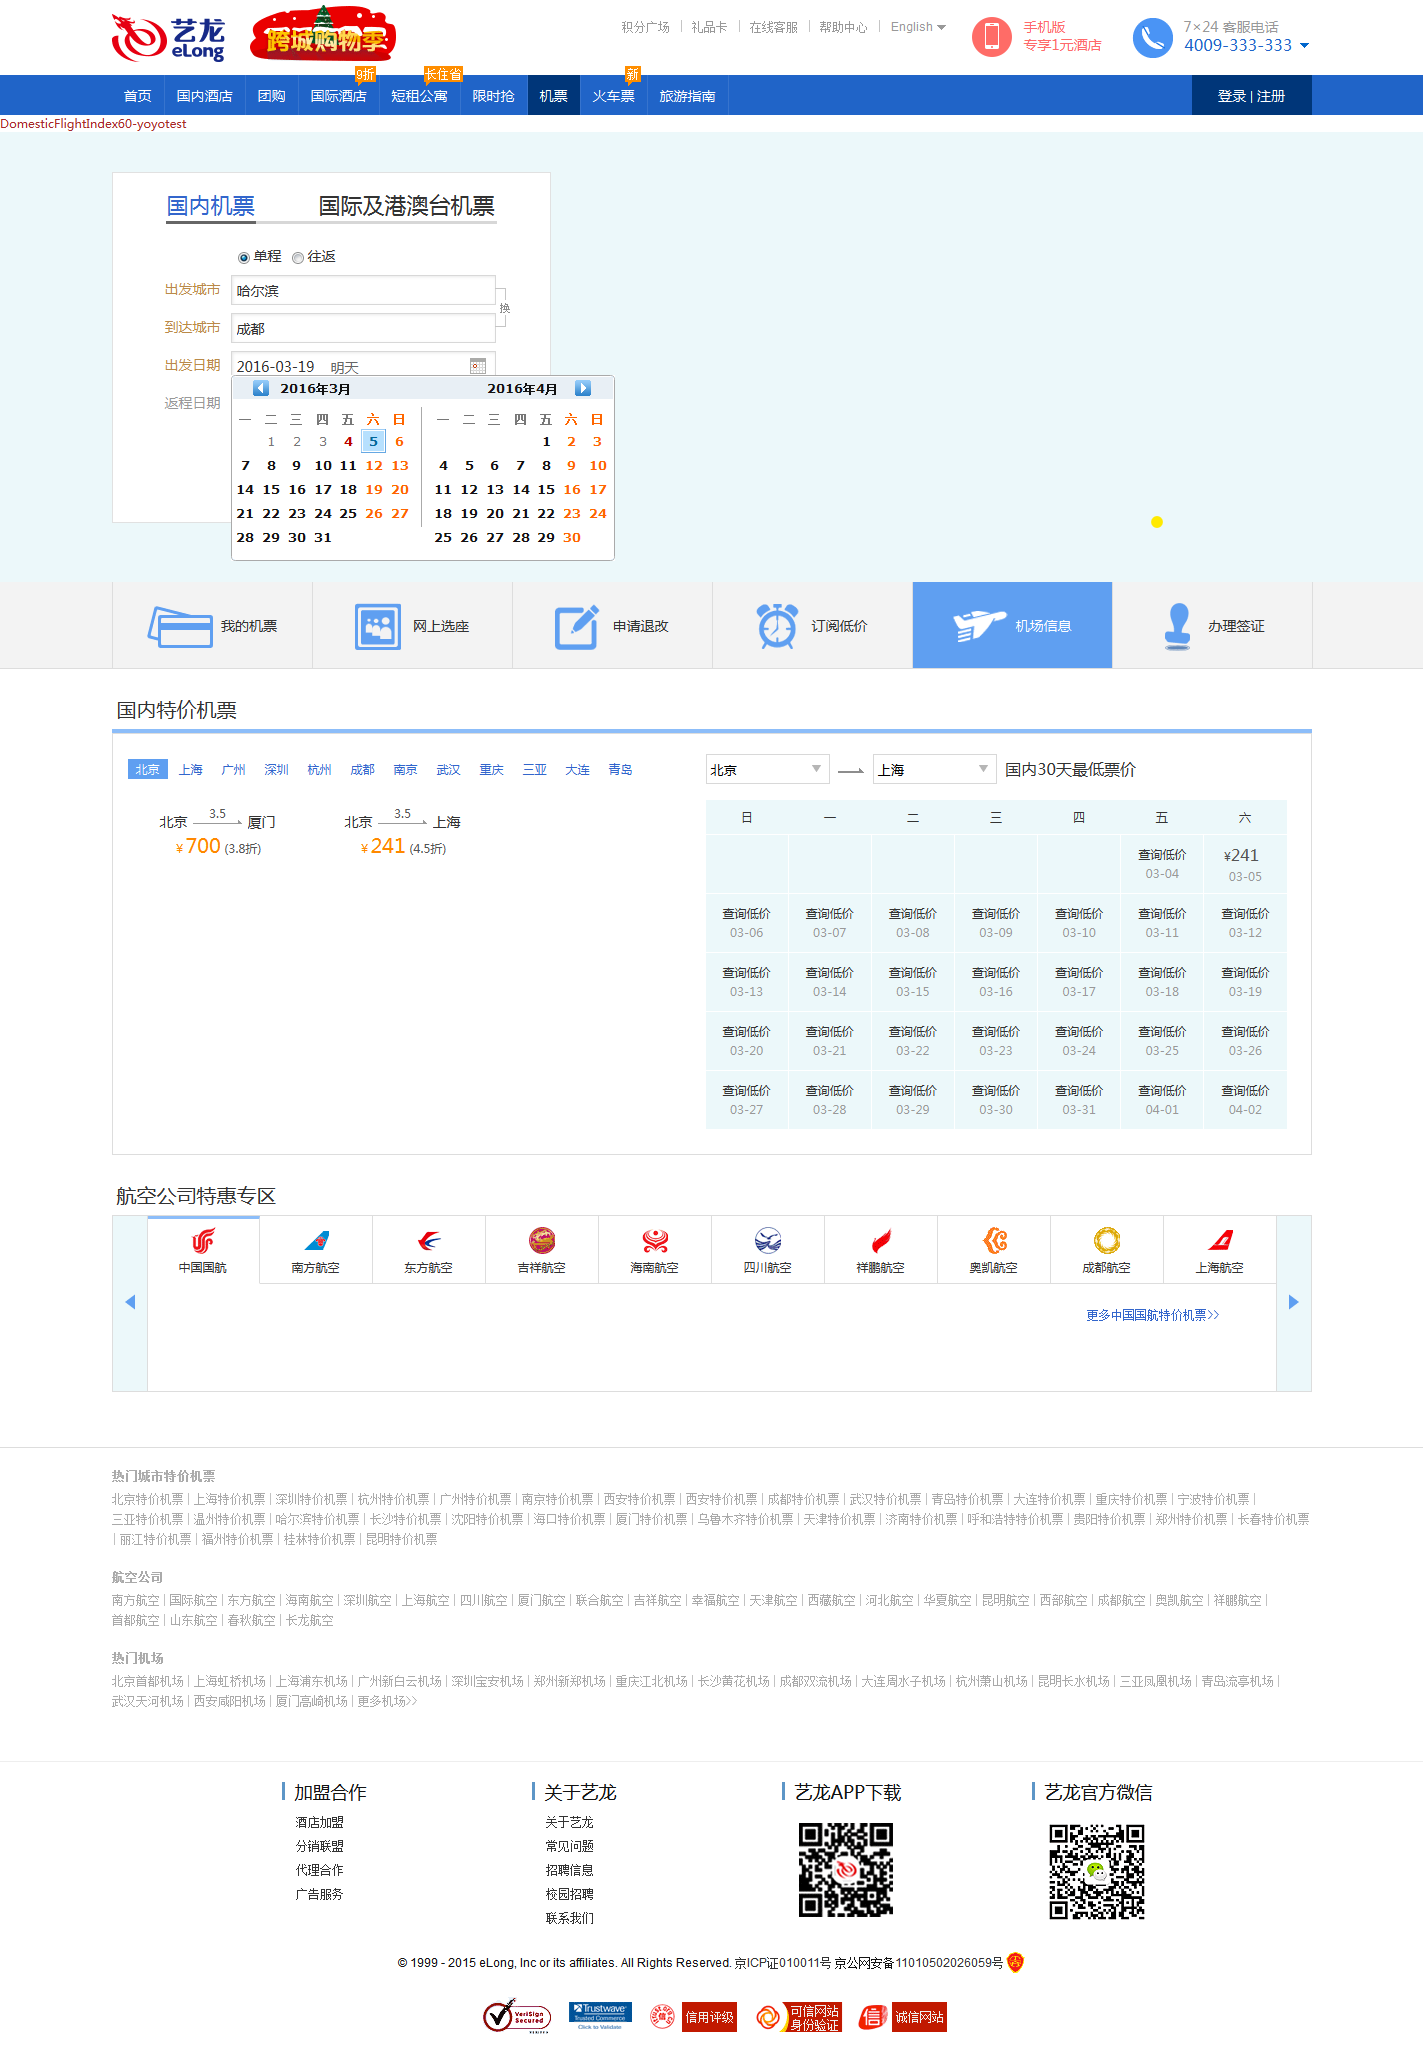 艺龙
eLong
跨城购物季
积分广场 礼品卡 在线客服 帮助中心 English
手机版
专享1元酒店
7×24 客服电话
4009-333-333
9折 长住省 新
首页 国内酒店 团购 国际酒店 短租公寓 限时抢 机票 火车票 旅游指南 登录 | 注册
DomesticFlightIndex60-yoyotest
国内机票 国际及港澳台机票
单程 往返
出发城市 哈尔滨
换
到达城市 成都
出发日期 2016-03-19 明天
返程日期
2016年3月 2016年4月
一 二 三 四 五 六 日 一 二 三 四 五 六 日
1 2 3 4 5 6 1 2 3
7 8 9 10 11 12 13 4 5 6 7 8 9 10
14 15 16 17 18 19 20 11 12 13 14 15 16 17
21 22 23 24 25 26 27 18 19 20 21 22 23 24
28 29 30 31 25 26 27 28 29 30
我的机票 网上选座 申请退改 订阅低价 机场信息 办理签证
国内特价机票
北京 上海 广州 深圳 杭州 成都 南京 武汉 重庆 三亚 大连 青岛
北京 3.5 厦门
¥700 (3.8折)
北京 3.5 上海
¥241 (4.5折)
北京 上海 国内30天最低票价
日 一 二 三 四 五 六
查询低价 ¥241
03-04 03-05
查询低价 查询低价 查询低价 查询低价 查询低价 查询低价 查询低价
03-06 03-07 03-08 03-09 03-10 03-11 03-12
查询低价 查询低价 查询低价 查询低价 查询低价 查询低价 查询低价
03-13 03-14 03-15 03-16 03-17 03-18 03-19
查询低价 查询低价 查询低价 查询低价 查询低价 查询低价 查询低价
03-20 03-21 03-22 03-23 03-24 03-25 03-26
查询低价 查询低价 查询低价 查询低价 查询低价 查询低价 查询低价
03-27 03-28 03-29 03-30 03-31 04-01 04-02
航空公司特惠专区
中国国航 南方航空 东方航空 吉祥航空 海南航空 四川航空 祥鹏航空 奥凯航空 成都航空 上海航空
更多中国国航特价机票>>
热门城市特价机票
北京特价机票 | 上海特价机票 | 深圳特价机票 | 杭州特价机票 | 广州特价机票 | 南京特价机票 | 西安特价机票 | 西安特价机票 | 成都特价机票 | 武汉特价机票 | 青岛特价机票 | 大连特价机票 | 重庆特价机票 | 宁波特价机票 |
三亚特价机票 | 温州特价机票 | 哈尔滨特价机票 | 长沙特价机票 | 沈阳特价机票 | 海口特价机票 | 厦门特价机票 | 乌鲁木齐特价机票 | 天津特价机票 | 济南特价机票 | 呼和浩特特价机票 | 贵阳特价机票 | 郑州特价机票 | 长春特价机票
| 丽江特价机票 | 福州特价机票 | 桂林特价机票 | 昆明特价机票
航空公司
南方航空 | 国际航空 | 东方航空 | 海南航空 | 深圳航空 | 上海航空 | 四川航空 | 厦门航空 | 联合航空 | 吉祥航空 | 幸福航空 | 天津航空 | 西藏航空 | 河北航空 | 华夏航空 | 昆明航空 | 西部航空 | 成都航空 | 奥凯航空 | 祥鹏航空 |
首都航空 | 山东航空 | 春秋航空 | 长龙航空
热门机场
北京首都机场 | 上海虹桥机场 | 上海浦东机场 | 广州新白云机场 | 深圳宝安机场 | 郑州新郑机场 | 重庆江北机场 | 长沙黄花机场 | 成都双流机场 | 大连周水子机场 | 杭州萧山机场 | 昆明长水机场 | 三亚凤凰机场 | 青岛流亭机场 |
武汉天河机场 | 西安咸阳机场 | 厦门高崎机场 | 更多机场>>
加盟合作 关于艺龙 艺龙APP下载 艺龙官方微信
酒店加盟 关于艺龙
分销联盟 常见问题
代理合作 招聘信息
广告服务 校园招聘
联系我们
© 1999 - 2015 eLong, Inc or its affiliates. All Rights Reserved. 京ICP证010011号 京公网安备11010502026059号
VeriSign
Secured
VERIFY
Trustwave
Trusted Commerce
Click to Validate
信用评级
可信网站
身份验证
诚信网站